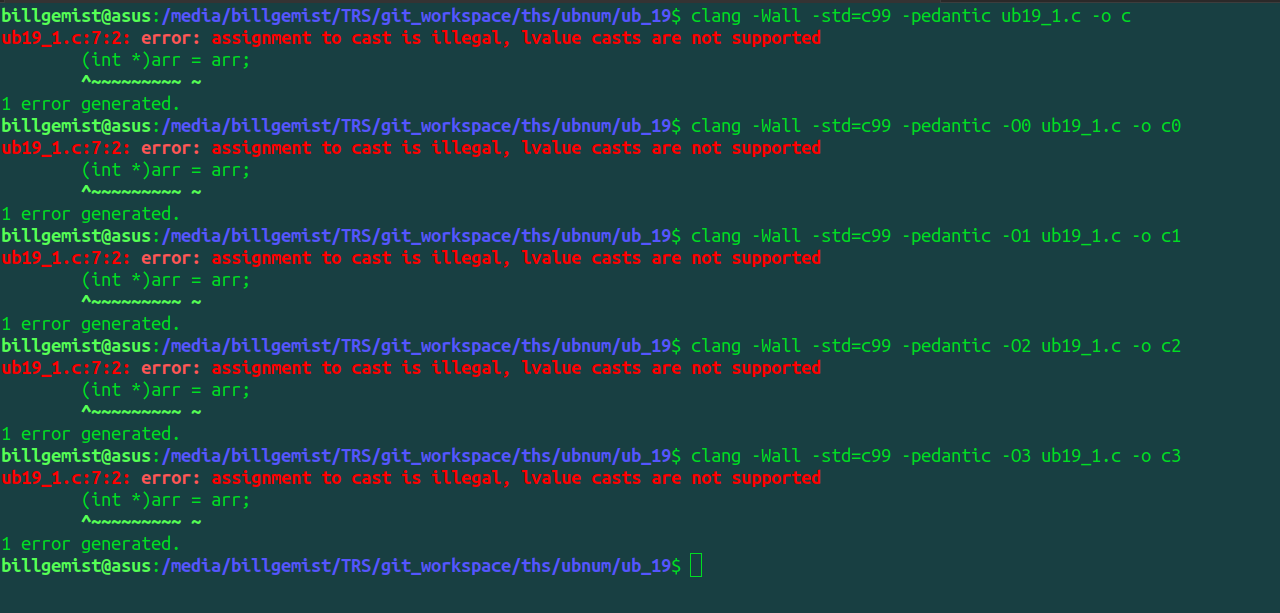 billgemist@asus:/media/billgemist/TRS/git_workspace/ths/ubnum/ub_19$ clang -Wall -std=c99 -pedantic ub19_1.c -o c
ub19_1.c:7:2: error: assignment to cast is illegal, lvalue casts are not supported
        (int *)arr = arr;
        ^~~~~~~~~~ ~
1 error generated.
billgemist@asus:/media/billgemist/TRS/git_workspace/ths/ubnum/ub_19$ clang -Wall -std=c99 -pedantic -O0 ub19_1.c -o c0
ub19_1.c:7:2: error: assignment to cast is illegal, lvalue casts are not supported
        (int *)arr = arr;
        ^~~~~~~~~~ ~
1 error generated.
billgemist@asus:/media/billgemist/TRS/git_workspace/ths/ubnum/ub_19$ clang -Wall -std=c99 -pedantic -O1 ub19_1.c -o c1
ub19_1.c:7:2: error: assignment to cast is illegal, lvalue casts are not supported
        (int *)arr = arr;
        ^~~~~~~~~~ ~
1 error generated.
billgemist@asus:/media/billgemist/TRS/git_workspace/ths/ubnum/ub_19$ clang -Wall -std=c99 -pedantic -O2 ub19_1.c -o c2
ub19_1.c:7:2: error: assignment to cast is illegal, lvalue casts are not supported
        (int *)arr = arr;
        ^~~~~~~~~~ ~
1 error generated.
billgemist@asus:/media/billgemist/TRS/git_workspace/ths/ubnum/ub_19$ clang -Wall -std=c99 -pedantic -O3 ub19_1.c -o c3
ub19_1.c:7:2: error: assignment to cast is illegal, lvalue casts are not supported
        (int *)arr = arr;
        ^~~~~~~~~~ ~
1 error generated.
billgemist@asus:/media/billgemist/TRS/git_workspace/ths/ubnum/ub_19$